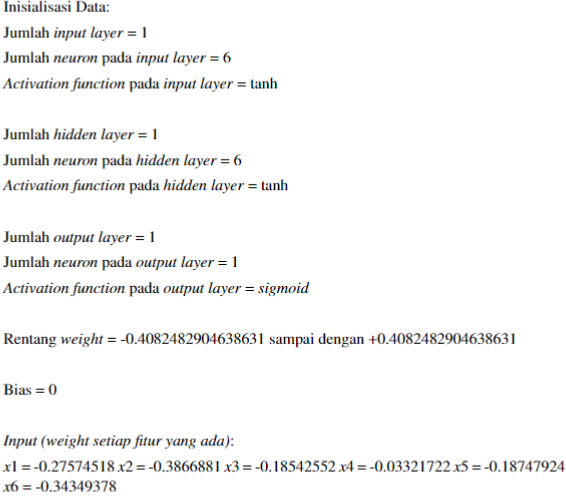 Inisialisasi Data:
Jumlah input layer = 1
Jumlah neuron pada input layer = 6
Activation function pada input layer = tanh
Jumlah hidden layer = 1
Jumlah neuron pada hidden layer = 6
Activation function pada hidden layer = tanh
Jumlah output layer = 1
Jumlah neuron pada output layer = 1
Activation function pada output layer = sigmoid
Rentang weight = -0.4082482904638631 sampai dengan +0.4082482904638631
Bias = 0
Input (weight setiap fitur yang ada):
x1 = -0.27574518 x2 = -0.3866881 x3 = -0.18542552 x4 = -0.03321722 x5 = -0.18747924
x6 = -0.34349378